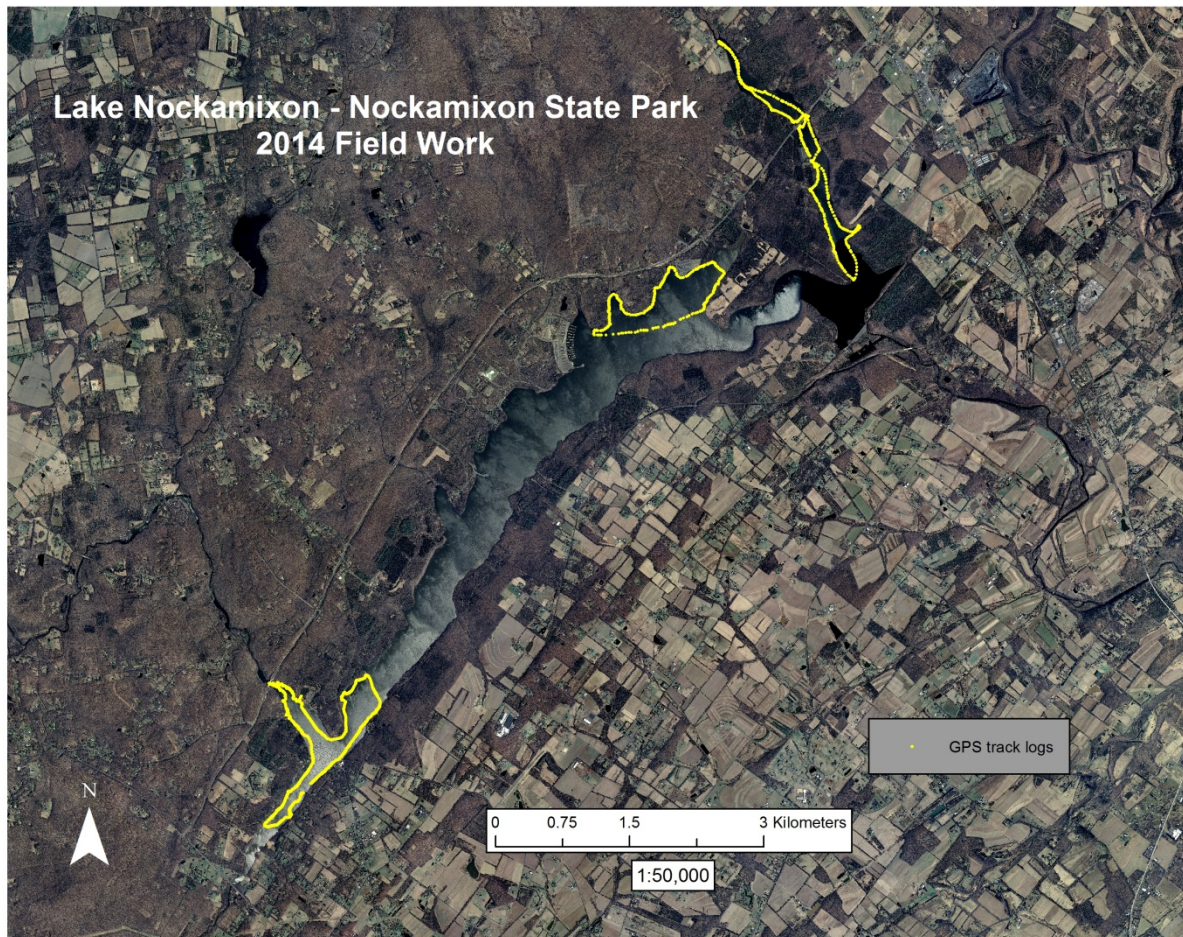 Lake Nockamixon - Nockamixon State Park
2014 Field Work
GPS track logs
N
0 0.75 1.5 3 Kilometers
1:50,000